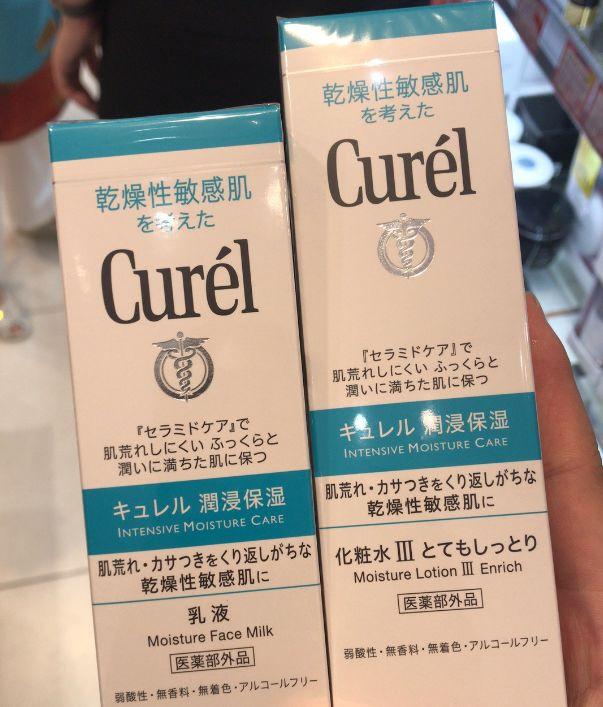 乾燥性敏感肌
を考えた
Curél
『セラミドケア』で
肌荒れしにくい ふっくらと
潤いに満ちた肌に保つ
キュレル 潤浸保湿
INTENSIVE MOISTURE CARE
肌荒れ・カサつきをくり返しがちな
乾燥性敏感肌に
乳液
Moisture Face Milk
医薬部外品
弱酸性・無香料・無着色・アルコールフリー
乾燥性敏感肌
を考えた
Curél
『セラミドケア』で
肌荒れしにくい ふっくらと
潤いに満ちた肌に保つ
キュレル 潤浸保湿
INTENSIVE MOISTURE CARE
肌荒れ・カサつきをくり返しがちな
乾燥性敏感肌に
化粧水 III とてもしっとり
Moisture Lotion III Enrich
医薬部外品
弱酸性・無香料・無着色・アルコールフリー